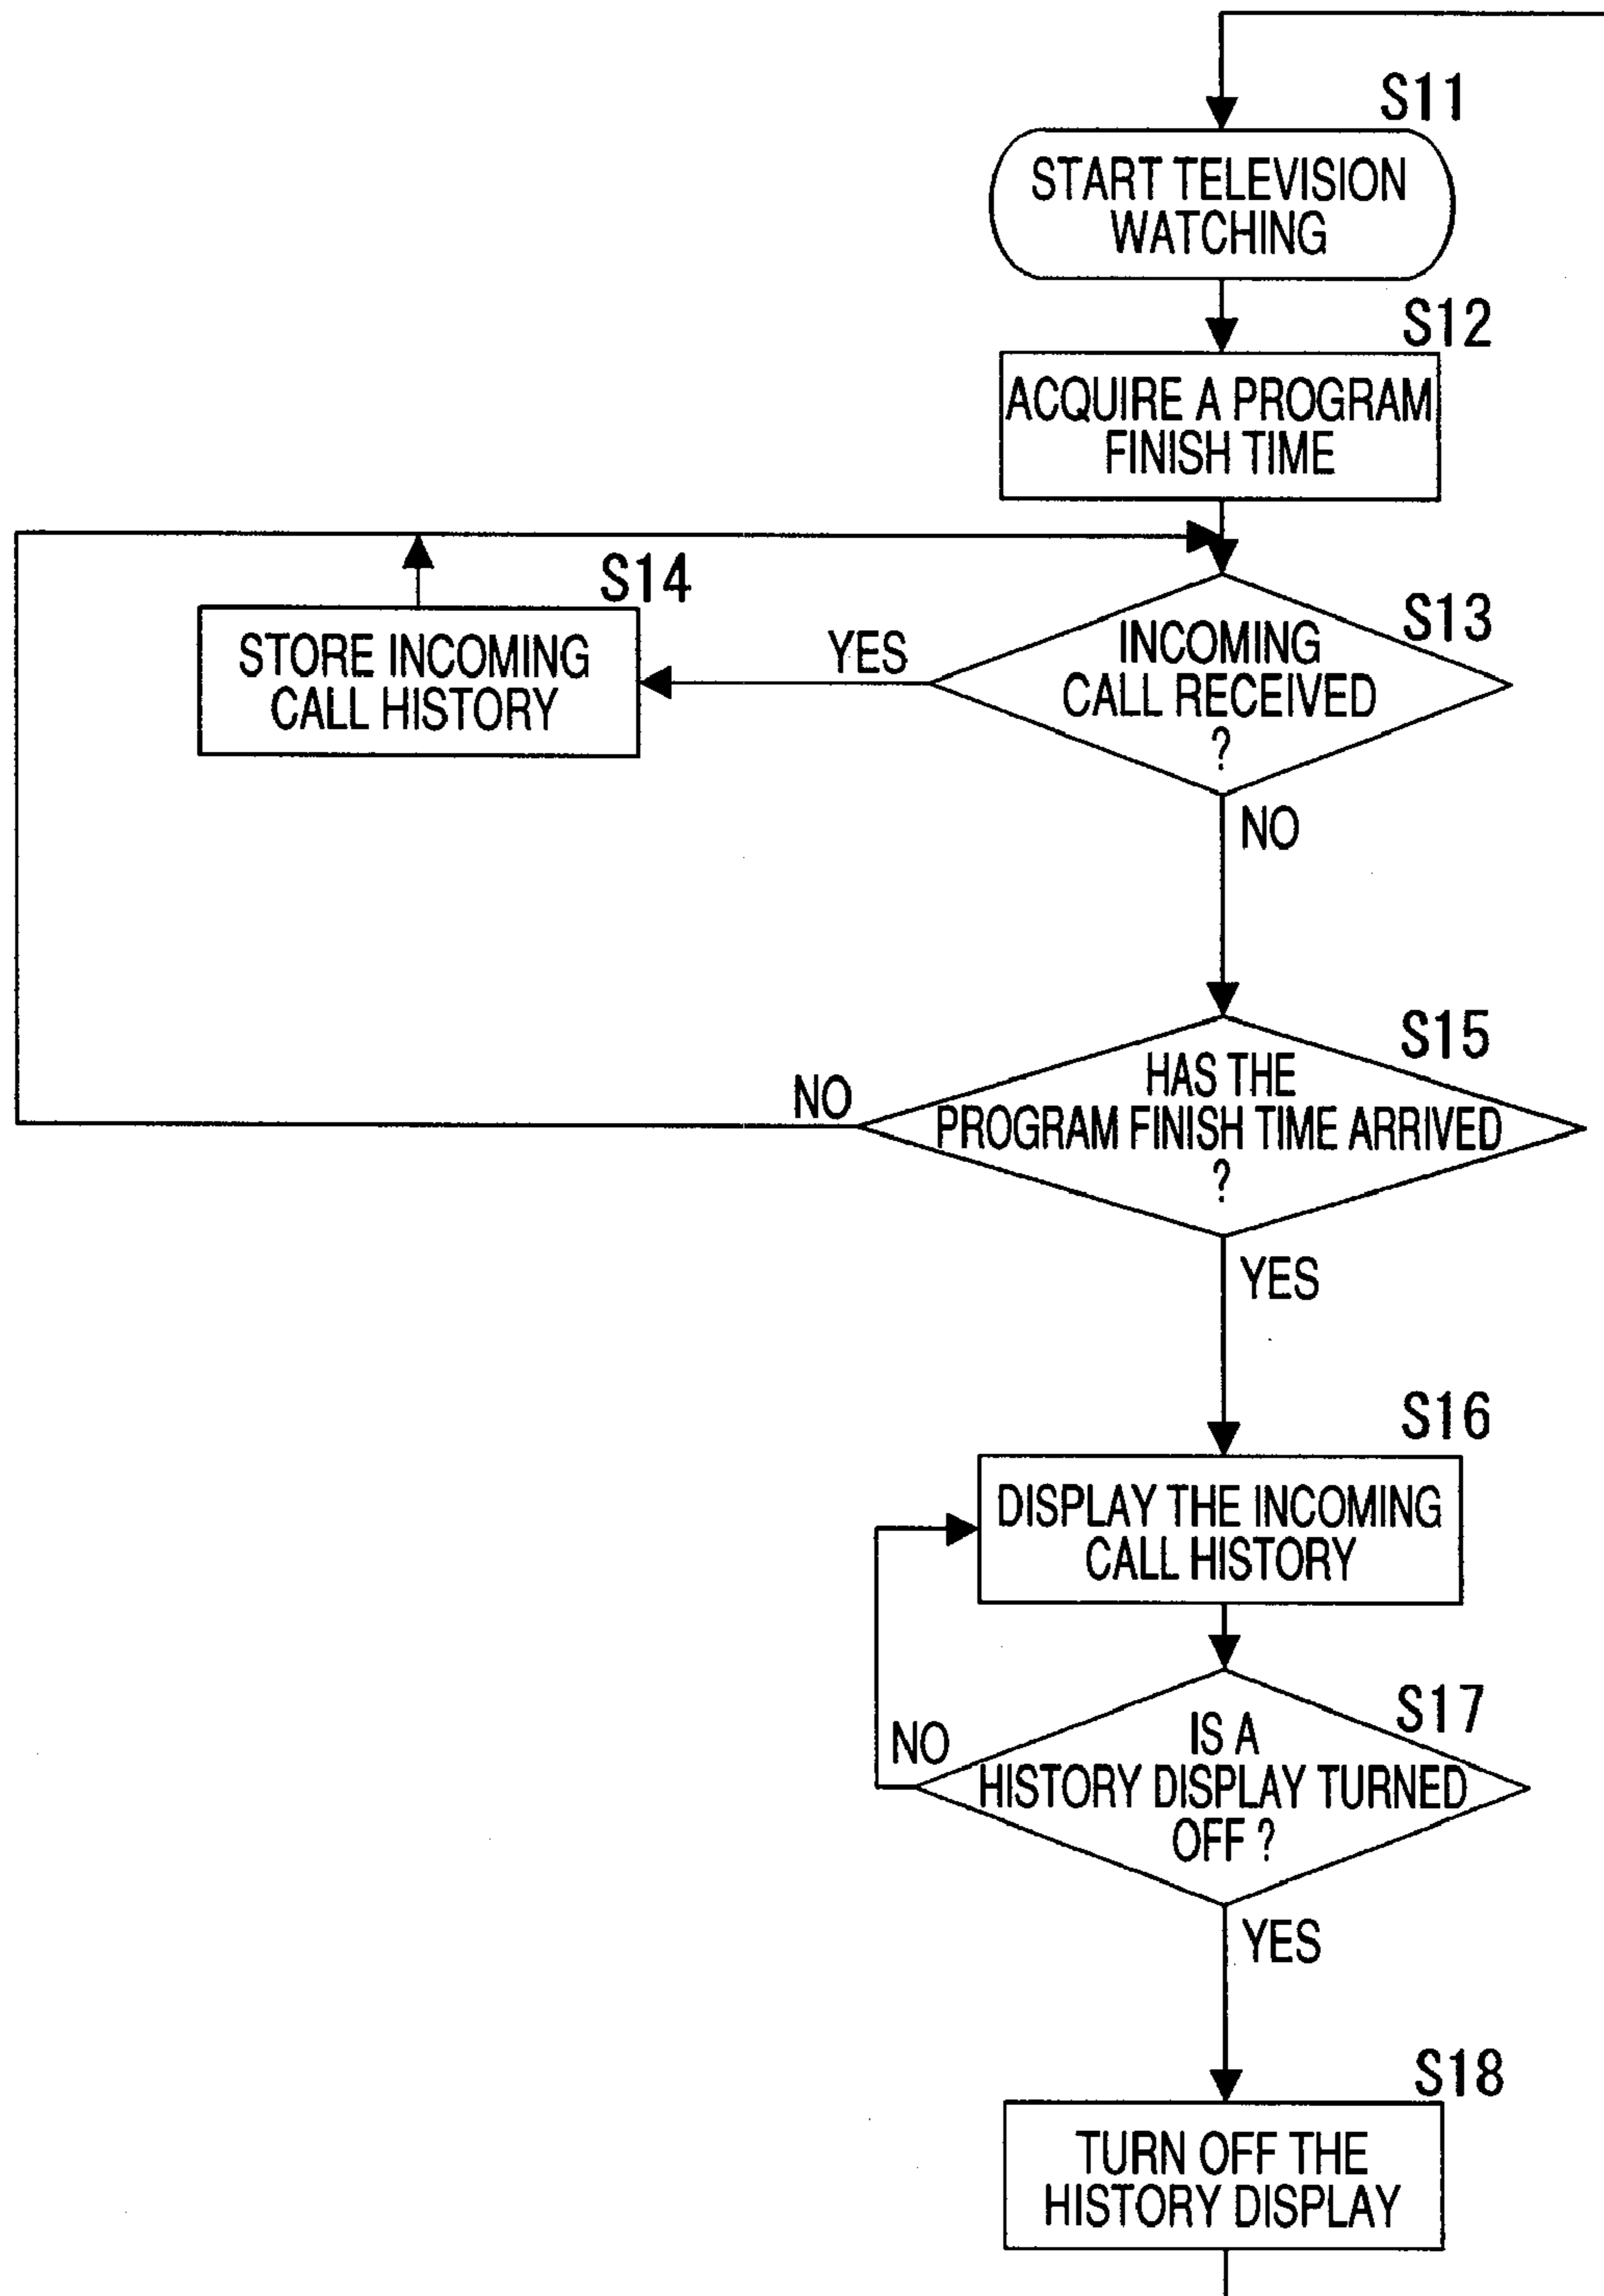 S11
START TELEVISION
WATCHING
S12
ACQUIRE A PROGRAM
FINISH TIME
S14
STORE INCOMING
CALL HISTORY
YES
S13
INCOMING
CALL RECEIVED
?
NO
S15
HAS THE
PROGRAM FINISH TIME ARRIVED
?
NO
YES
S16
DISPLAY THE INCOMING
CALL HISTORY
S17
IS A
HISTORY DISPLAY TURNED
OFF ?
NO
YES
S18
TURN OFF THE
HISTORY DISPLAY